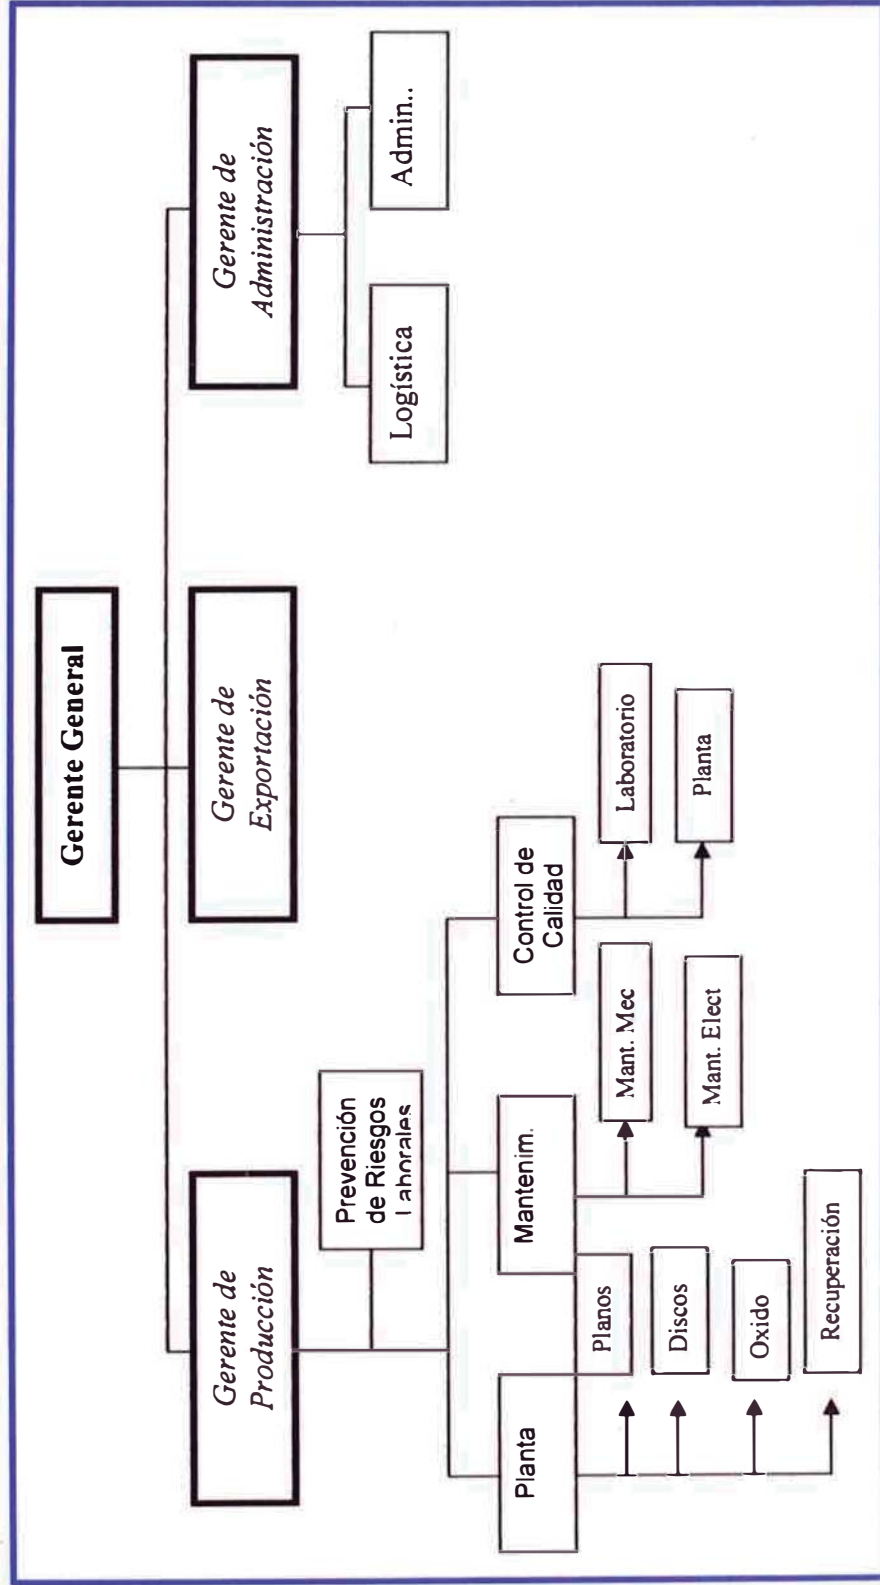 Gerente General
Gerente de
Producción
Gerente de
Exportación
Gerente de
Administración
Prevención
de Riesgos
Laborales
Logística
Admin..
Planta
Mantenim.
Control de
Calidad
Planos
Discos
Oxido
Recuperación
Mant. Mec
Mant. Elect
Laboratorio
Planta